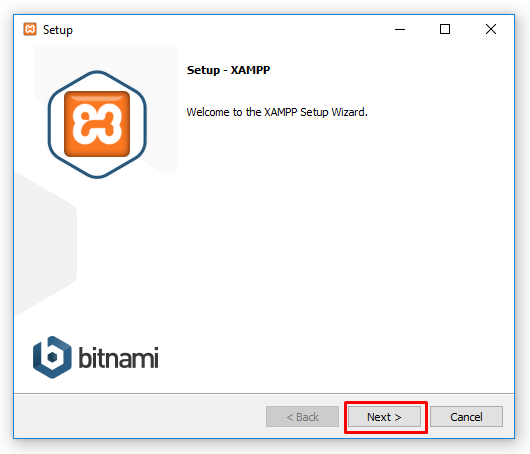 Setup
Setup - XAMPP
Welcome to the XAMPP Setup Wizard.
bitnami
< Back
Next >
Cancel